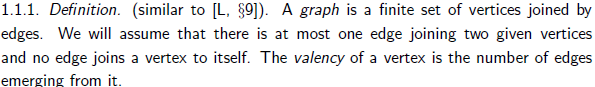 1.1.1. Definition. (similar to [L, §9]). A graph is a finite set of vertices joined by
edges. We will assume that there is at most one edge joining two given vertices
and no edge joins a vertex to itself. The valency of a vertex is the number of edges
emerging from it.